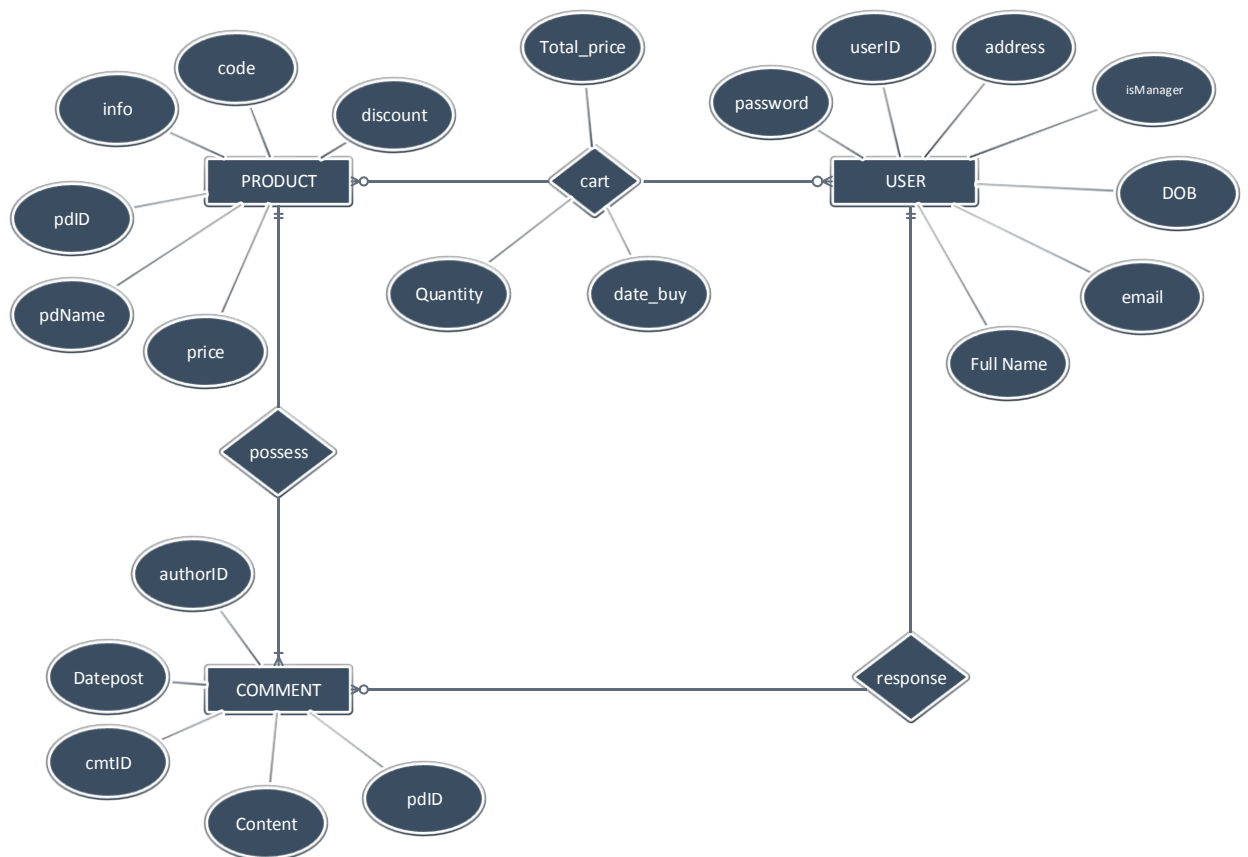 Total_price
userID
address
code
isManager
password
info
discount
PRODUCT
cart
USER
DOB
pdID
Quantity
date_buy
email
pdName
price
Full Name
possess
authorID
Datepost
response
COMMENT
cmtID
pdID
Content